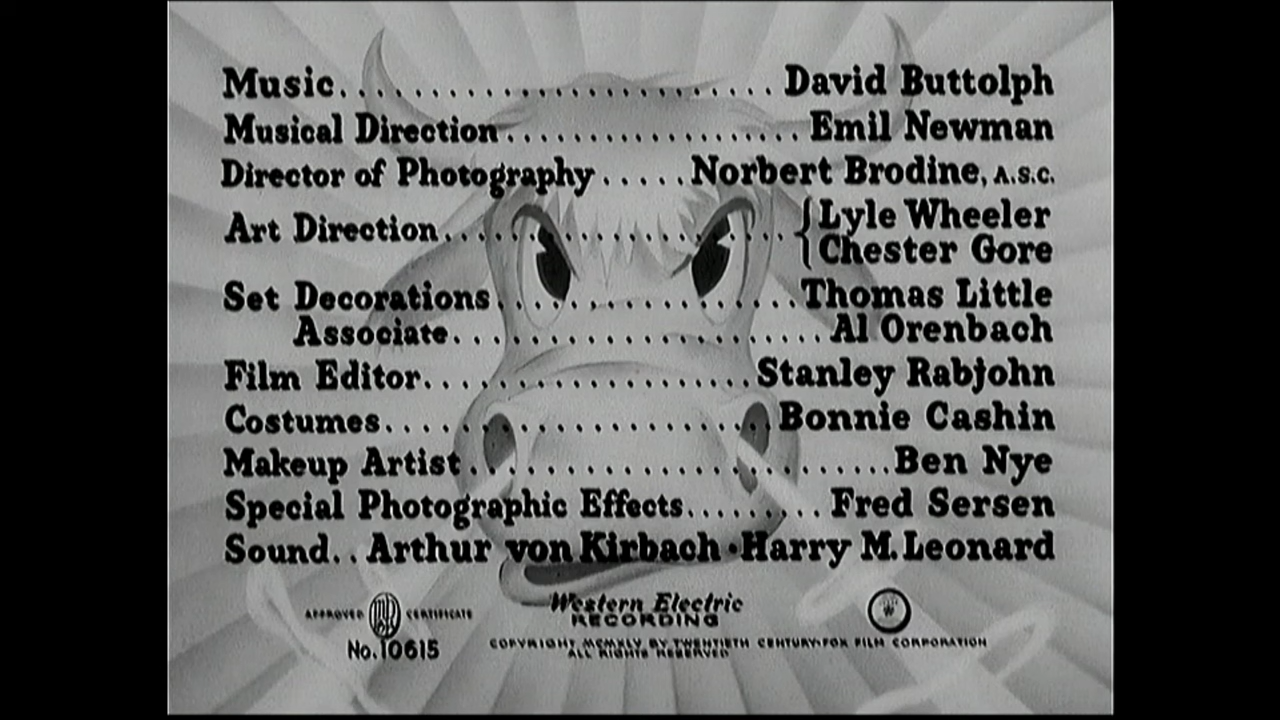 Music........................David Buttolph
Musical Direction..................Emil Newman
Director of Photography.....Norbert Brodine, A.S.C.
Art Direction....................{Lyle Wheeler
{Chester Gore
Set Decorations.................Thomas Little
Associate.....................Al Orenbach
Film Editor....................Stanley Rabjohn
Costumes.......................Bonnie Cashin
Makeup Artist........................Ben Nye
Special Photographic Effects.........Fred Sersen
Sound..Arthur von Kirbach•Harry M. Leonard
APPROVED MPDA CERTIFICATE
No. 10615
Western Electric
RECORDING
COPYRIGHT MCMXLV BY TWENTIETH CENTURY-FOX FILM CORPORATION
ALL RIGHTS RESERVED